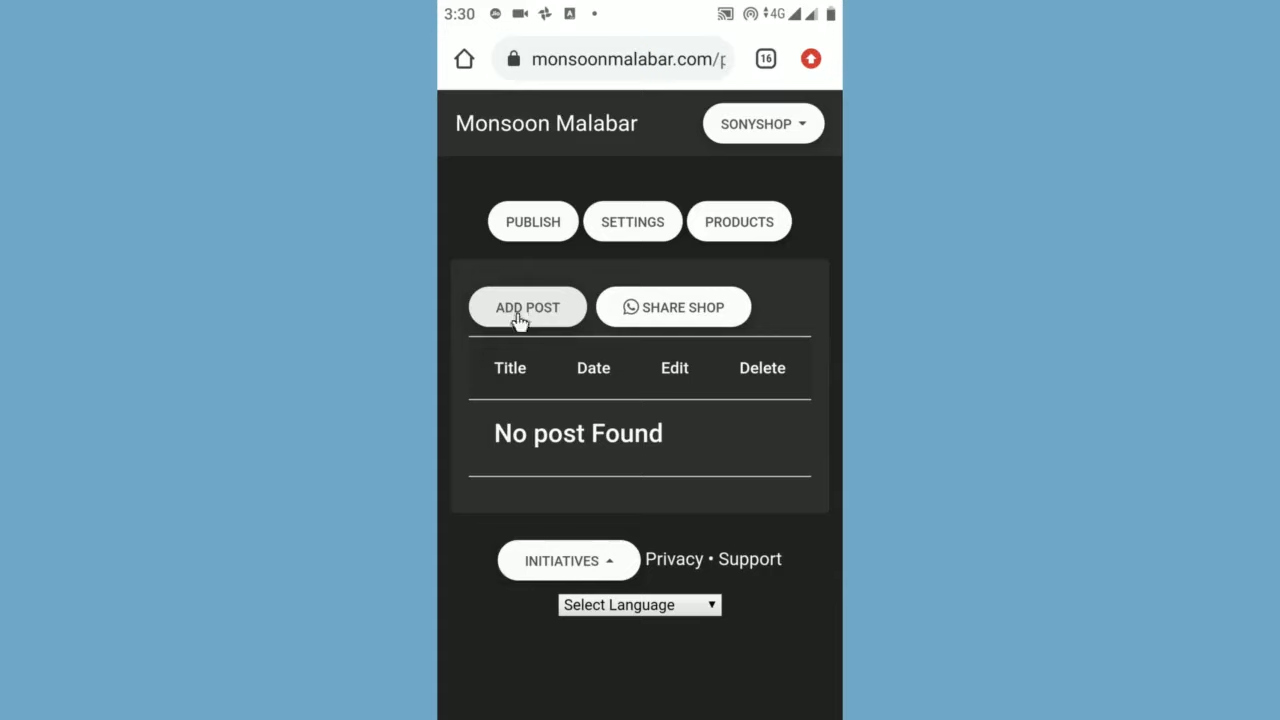 3:30 4G
monsoonmalabar.com/p 16
Monsoon Malabar SONYSHOP
PUBLISH SETTINGS PRODUCTS
ADD POST SHARE SHOP
Title Date Edit Delete
No post Found
INITIATIVES Privacy • Support
Select Language